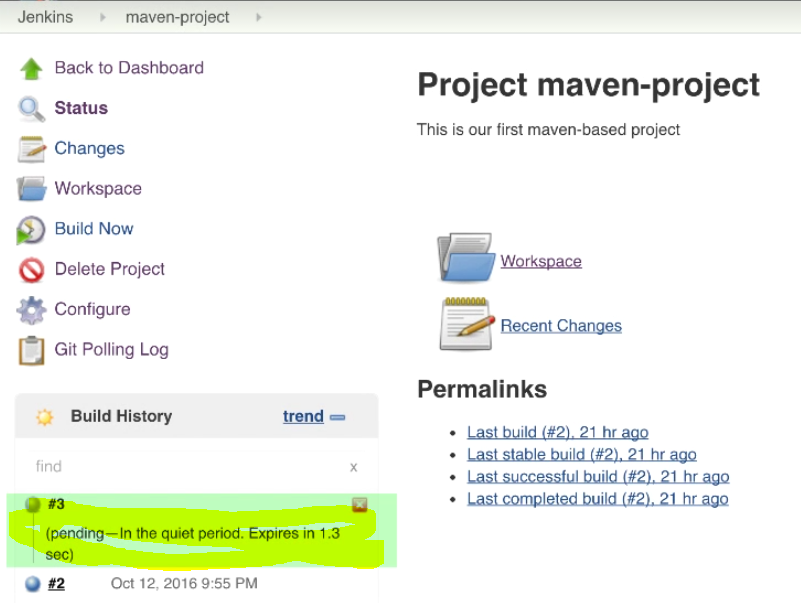 Jenkins maven-project
Back to Dashboard
Status
Changes
Workspace
Build Now
Delete Project
Configure
Git Polling Log
Build History trend
find x
#3
(pending—In the quiet period. Expires in 1.3
sec)
#2 Oct 12, 2016 9:55 PM
Project maven-project
This is our first maven-based project
Workspace
Recent Changes
Permalinks
Last build (#2), 21 hr ago
Last stable build (#2), 21 hr ago
Last successful build (#2), 21 hr ago
Last completed build (#2), 21 hr ago